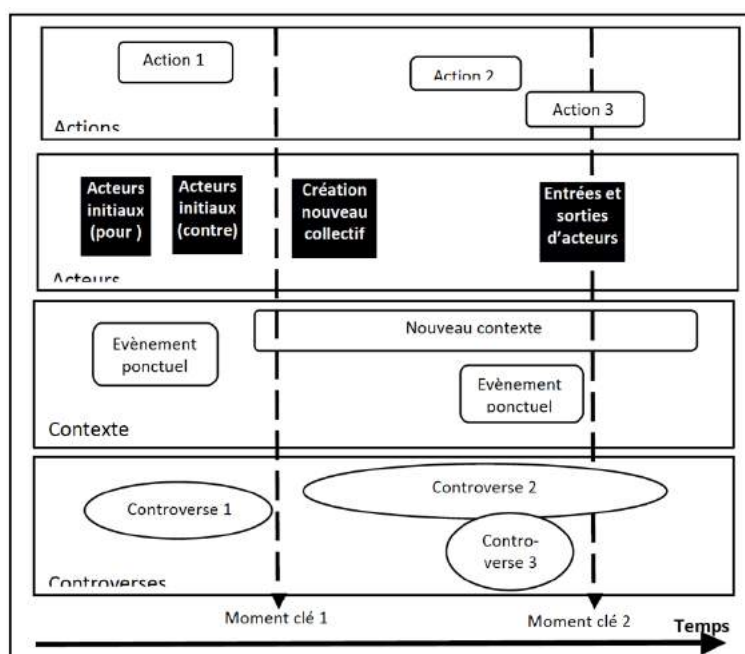 Action 1
Action 2
Action 3
Actions
Acteurs
initiaux
(pour )
Acteurs
initiaux
(contre)
Création
nouveau
collectif
Entrées et
sorties
d'acteurs
Acteurs
Nouveau contexte
Evènement
ponctuel
Evènement
ponctuel
Contexte
Controverse 1
Controverse 2
Contro-
verse 3
Controverses
Moment clé 1
Moment clé 2
Temps